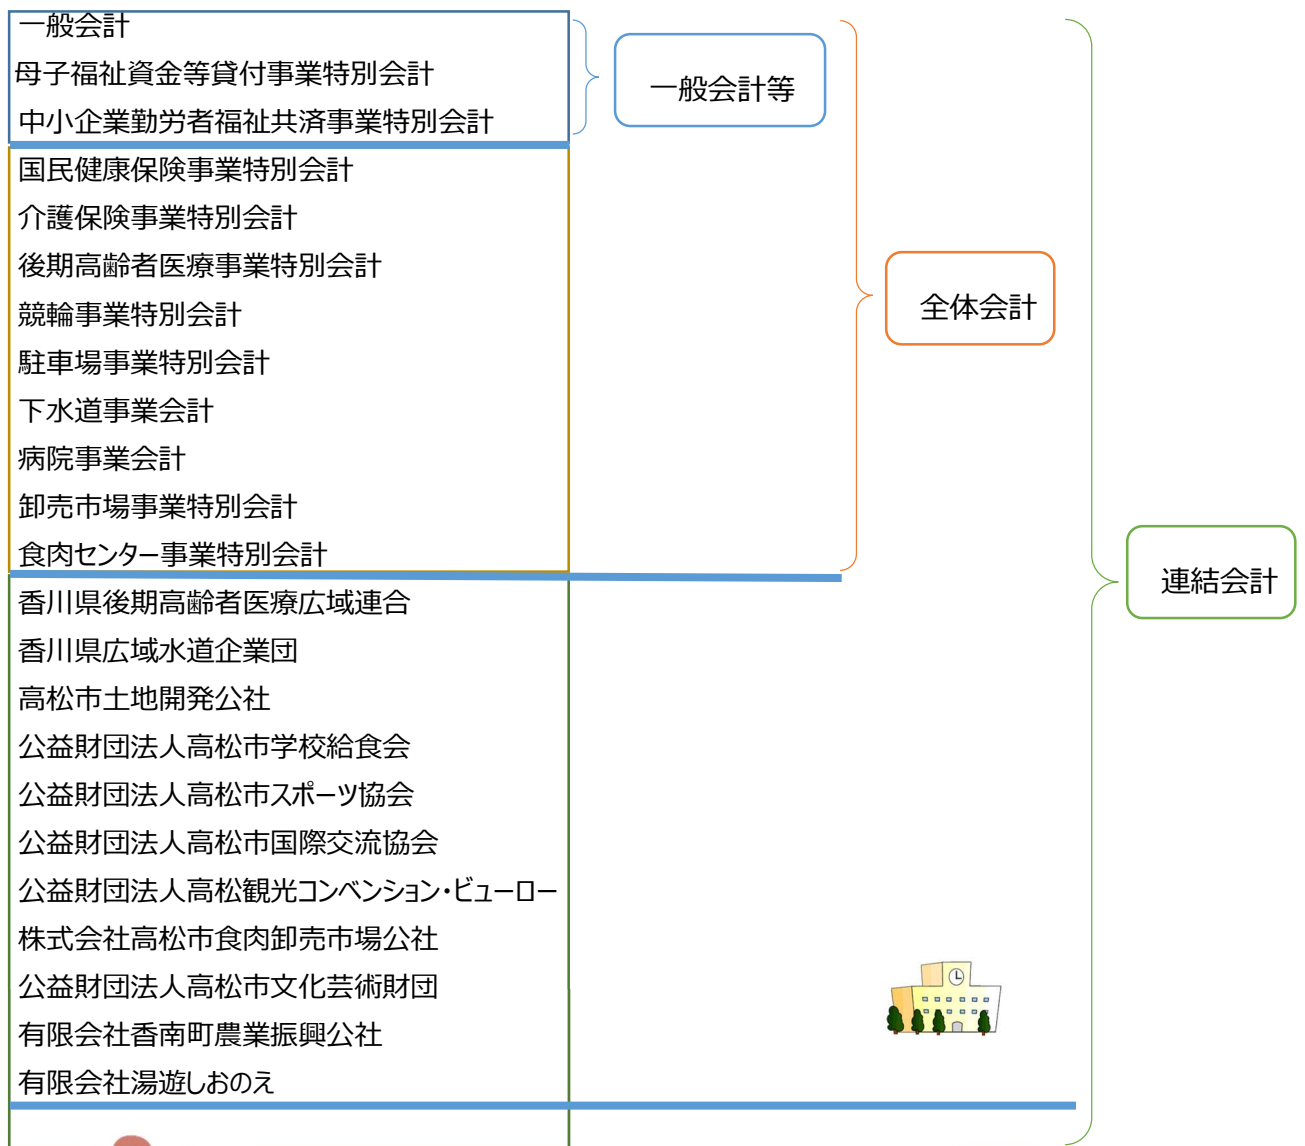 一般会計
母子福祉資金等貸付事業特別会計
中小企業勤労者福祉共済事業特別会計
一般会計等
国民健康保険事業特別会計
介護保険事業特別会計
後期高齢者医療事業特別会計
競輪事業特別会計
駐車場事業特別会計
下水道事業会計
病院事業会計
卸売市場事業特別会計
食肉センター事業特別会計
全体会計
香川県後期高齢者医療広域連合
香川県広域水道企業団
高松市土地開発公社
公益財団法人高松市学校給食会
公益財団法人高松市スポーツ協会
公益財団法人高松市国際交流協会
公益財団法人高松観光コンベンション・ビューロー
株式会社高松市食肉卸売市場公社
公益財団法人高松市文化芸術財団
有限会社香南町農業振興公社
有限会社湯遊しおのえ
連結会計